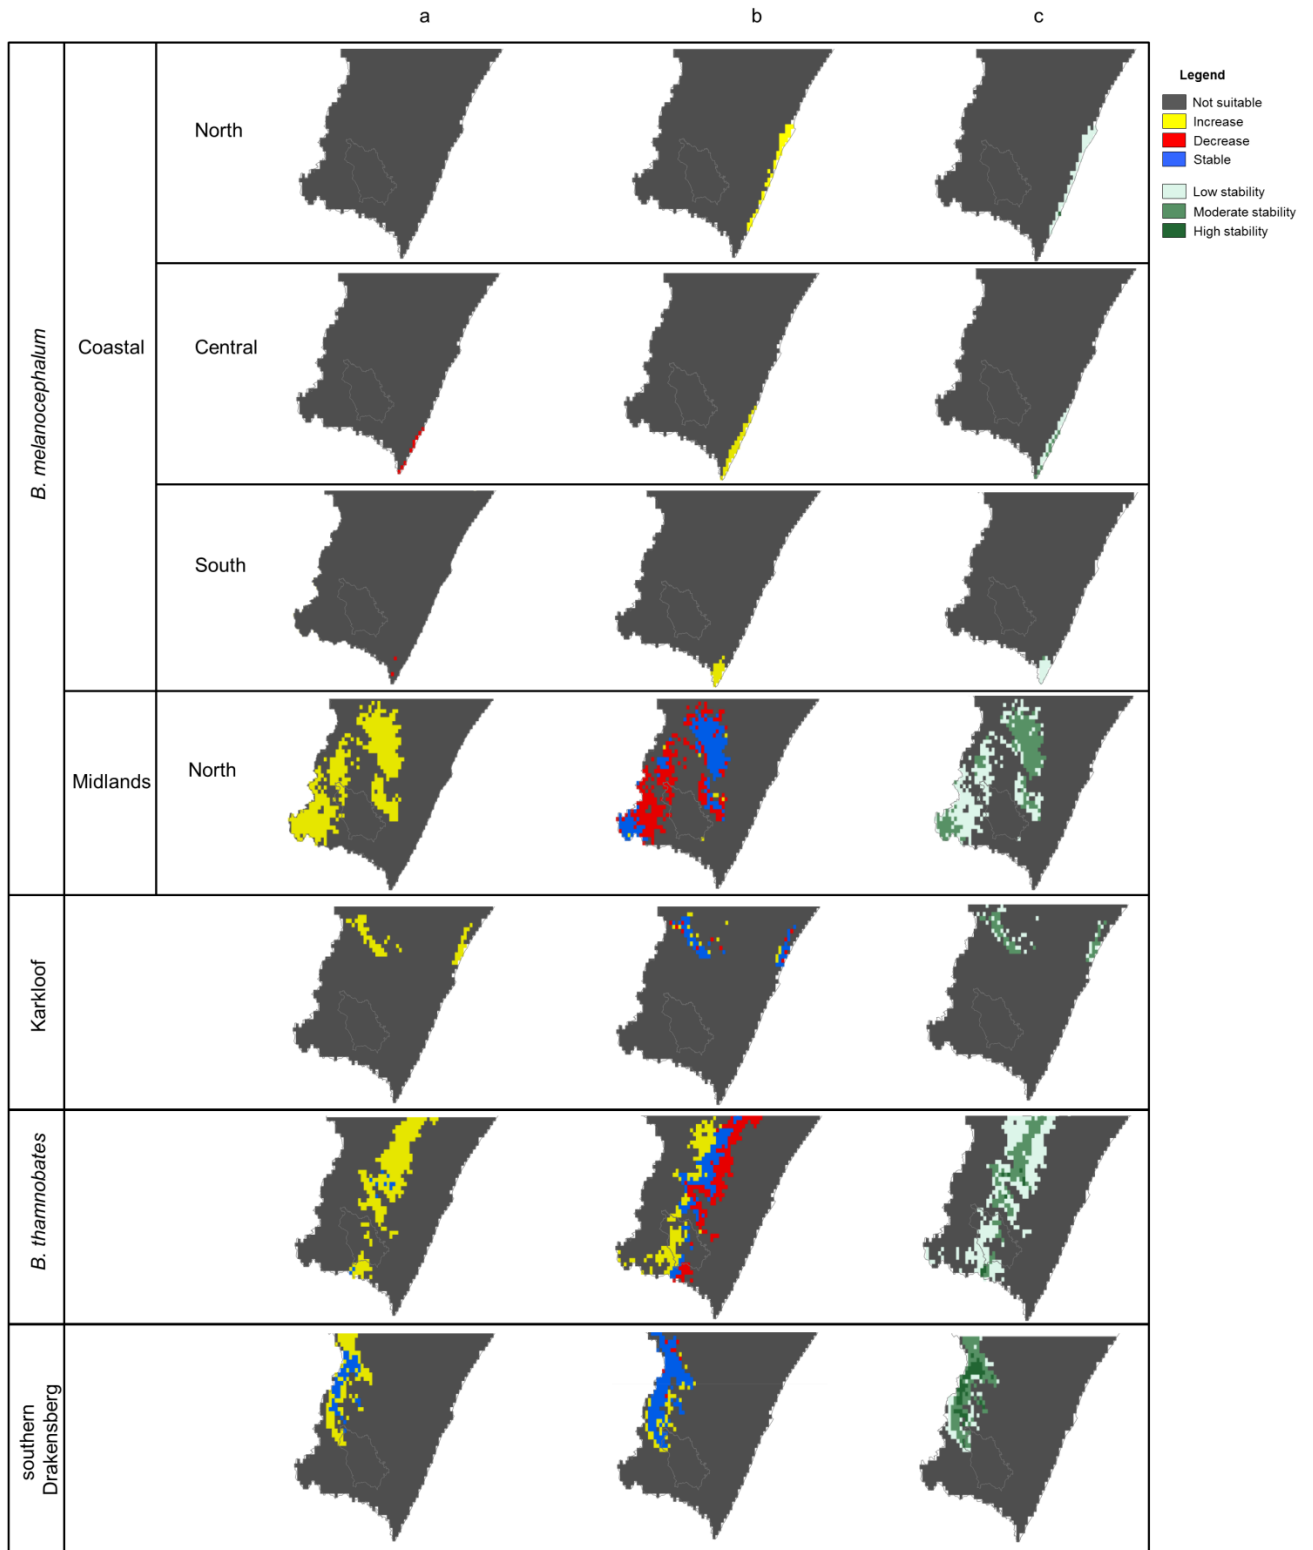 a b c
Legend
Not suitable
Increase
Decrease
Stable
Low stability
Moderate stability
High stability
B. melanocephalum
Coastal
North
Central
South
Midlands
North
Karkloof
B. thamnobates
southern
Drakensberg